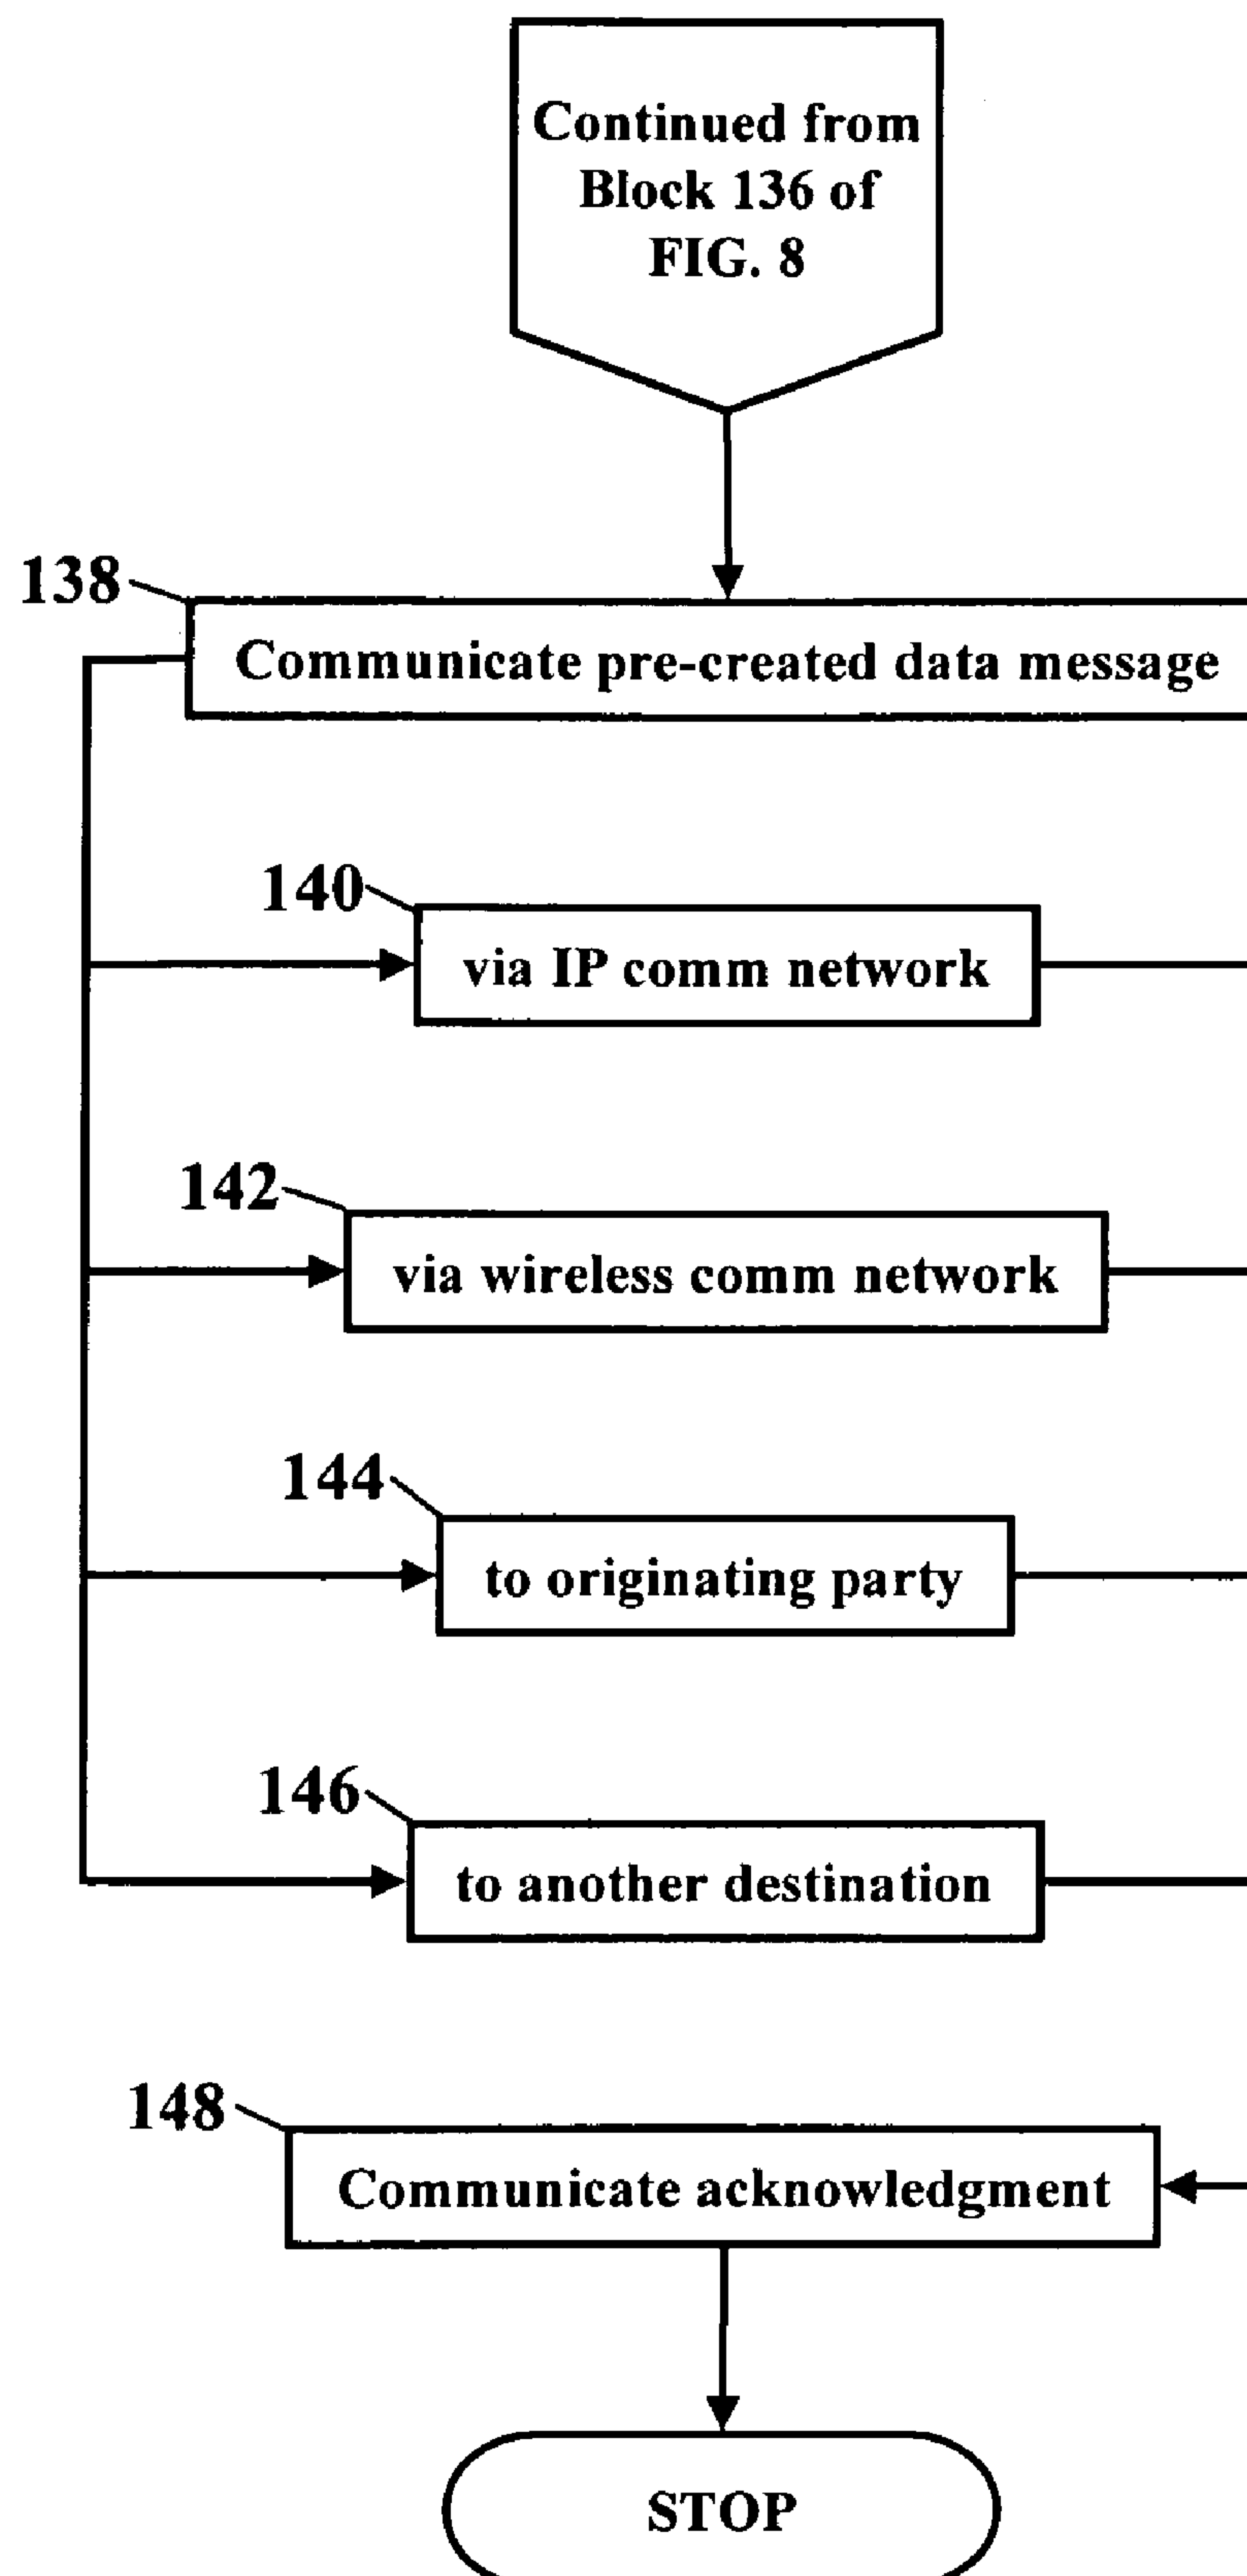 Continued from
Block 136 of
FIG. 8
138
Communicate pre-created data message
140
via IP comm network
142
via wireless comm network
144
to originating party
146
to another destination
148
Communicate acknowledgment
STOP